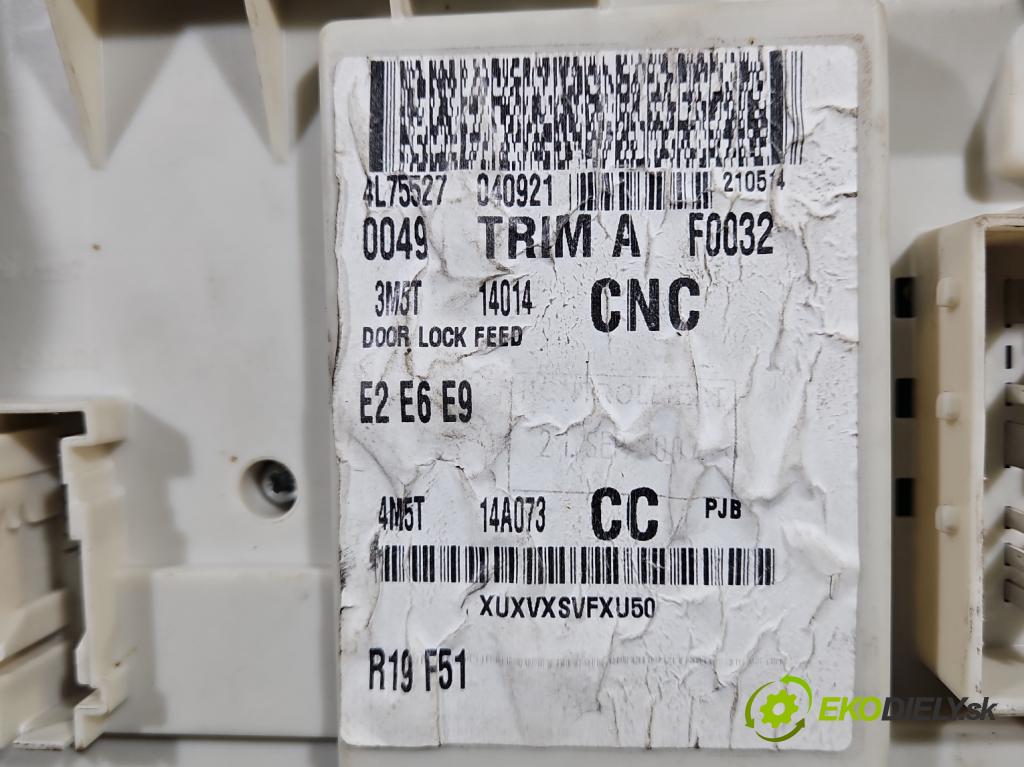 4L75527 040921 210514
0049 TRIM A F0032
3M5T 14014 CNC
DOOR LOCK FEED
E2 E6 E9
4M5T 14A073 CC PJB
XUXVXSVFXU50
R19 F51
EKODIELY.sk